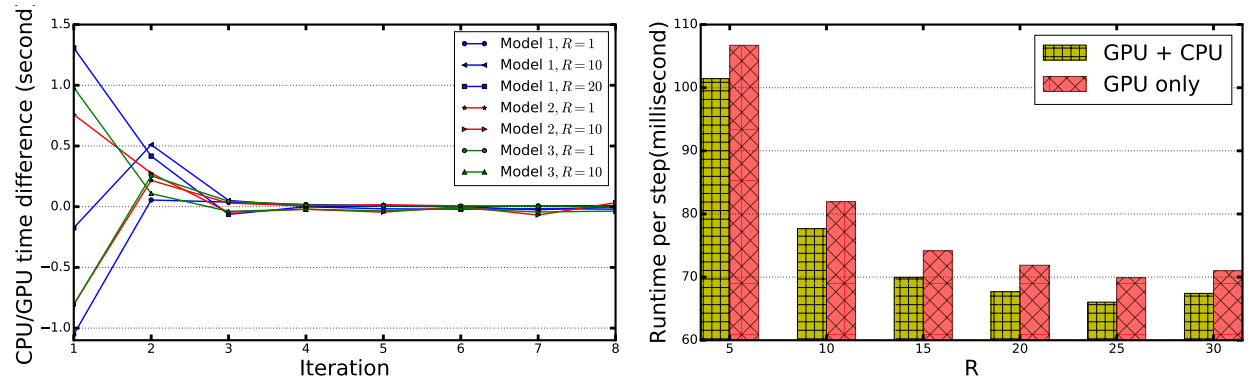 CPU/GPU time difference (second)
1.5
1.0
0.5
0.0
−0.5
−1.0
1 2 3 4 5 6 7 8
Iteration
Model 1, R = 1
Model 1, R = 10
Model 1, R = 20
Model 2, R = 1
Model 2, R = 10
Model 3, R = 1
Model 3, R = 10
Runtime per step(millisecond)
110
100
90
80
70
60
5 10 15 20 25 30
R
GPU + CPU
GPU only